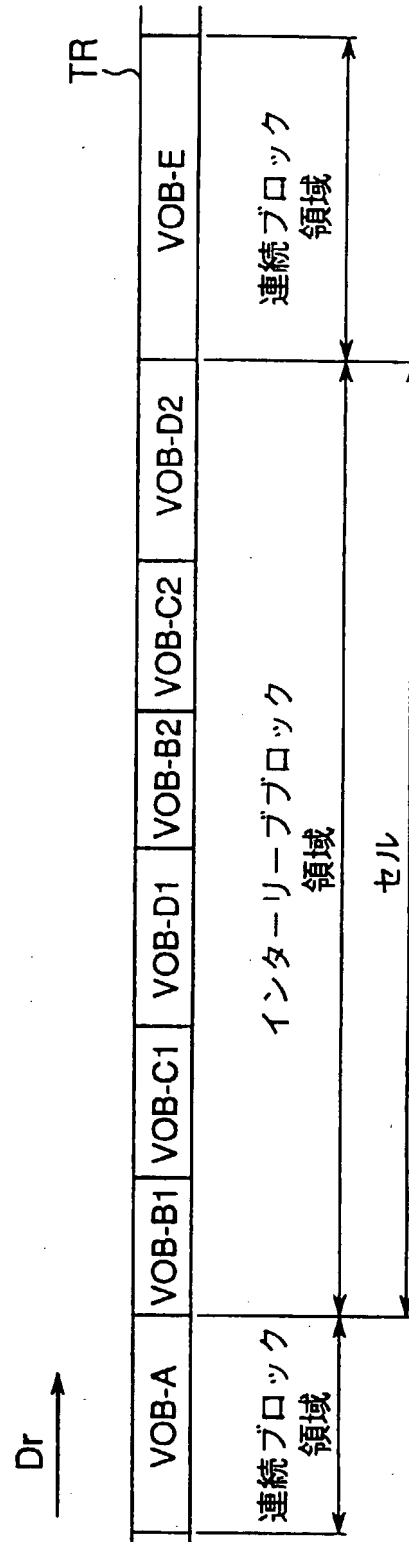 Dr
TR
VOB-A
VOB-B1
VOB-C1
VOB-D1
VOB-B2
VOB-C2
VOB-D2
VOB-E
連続ブロック
領域
インターリーブブロック
領域
連続ブロック
領域
セル